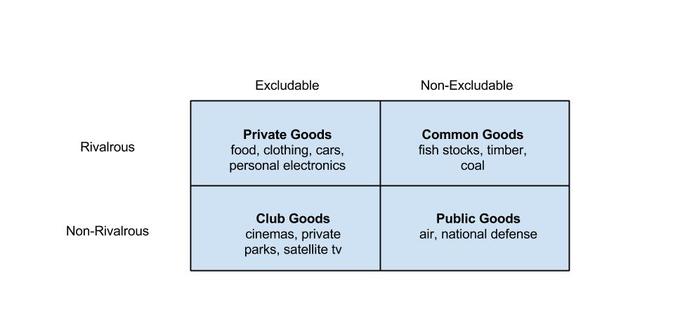 Excludable Non-Excludable
Rivalrous
Private Goods
food, clothing, cars,
personal electronics
Common Goods
fish stocks, timber,
coal
Non-Rivalrous
Club Goods
cinemas, private
parks, satellite tv
Public Goods
air, national defense